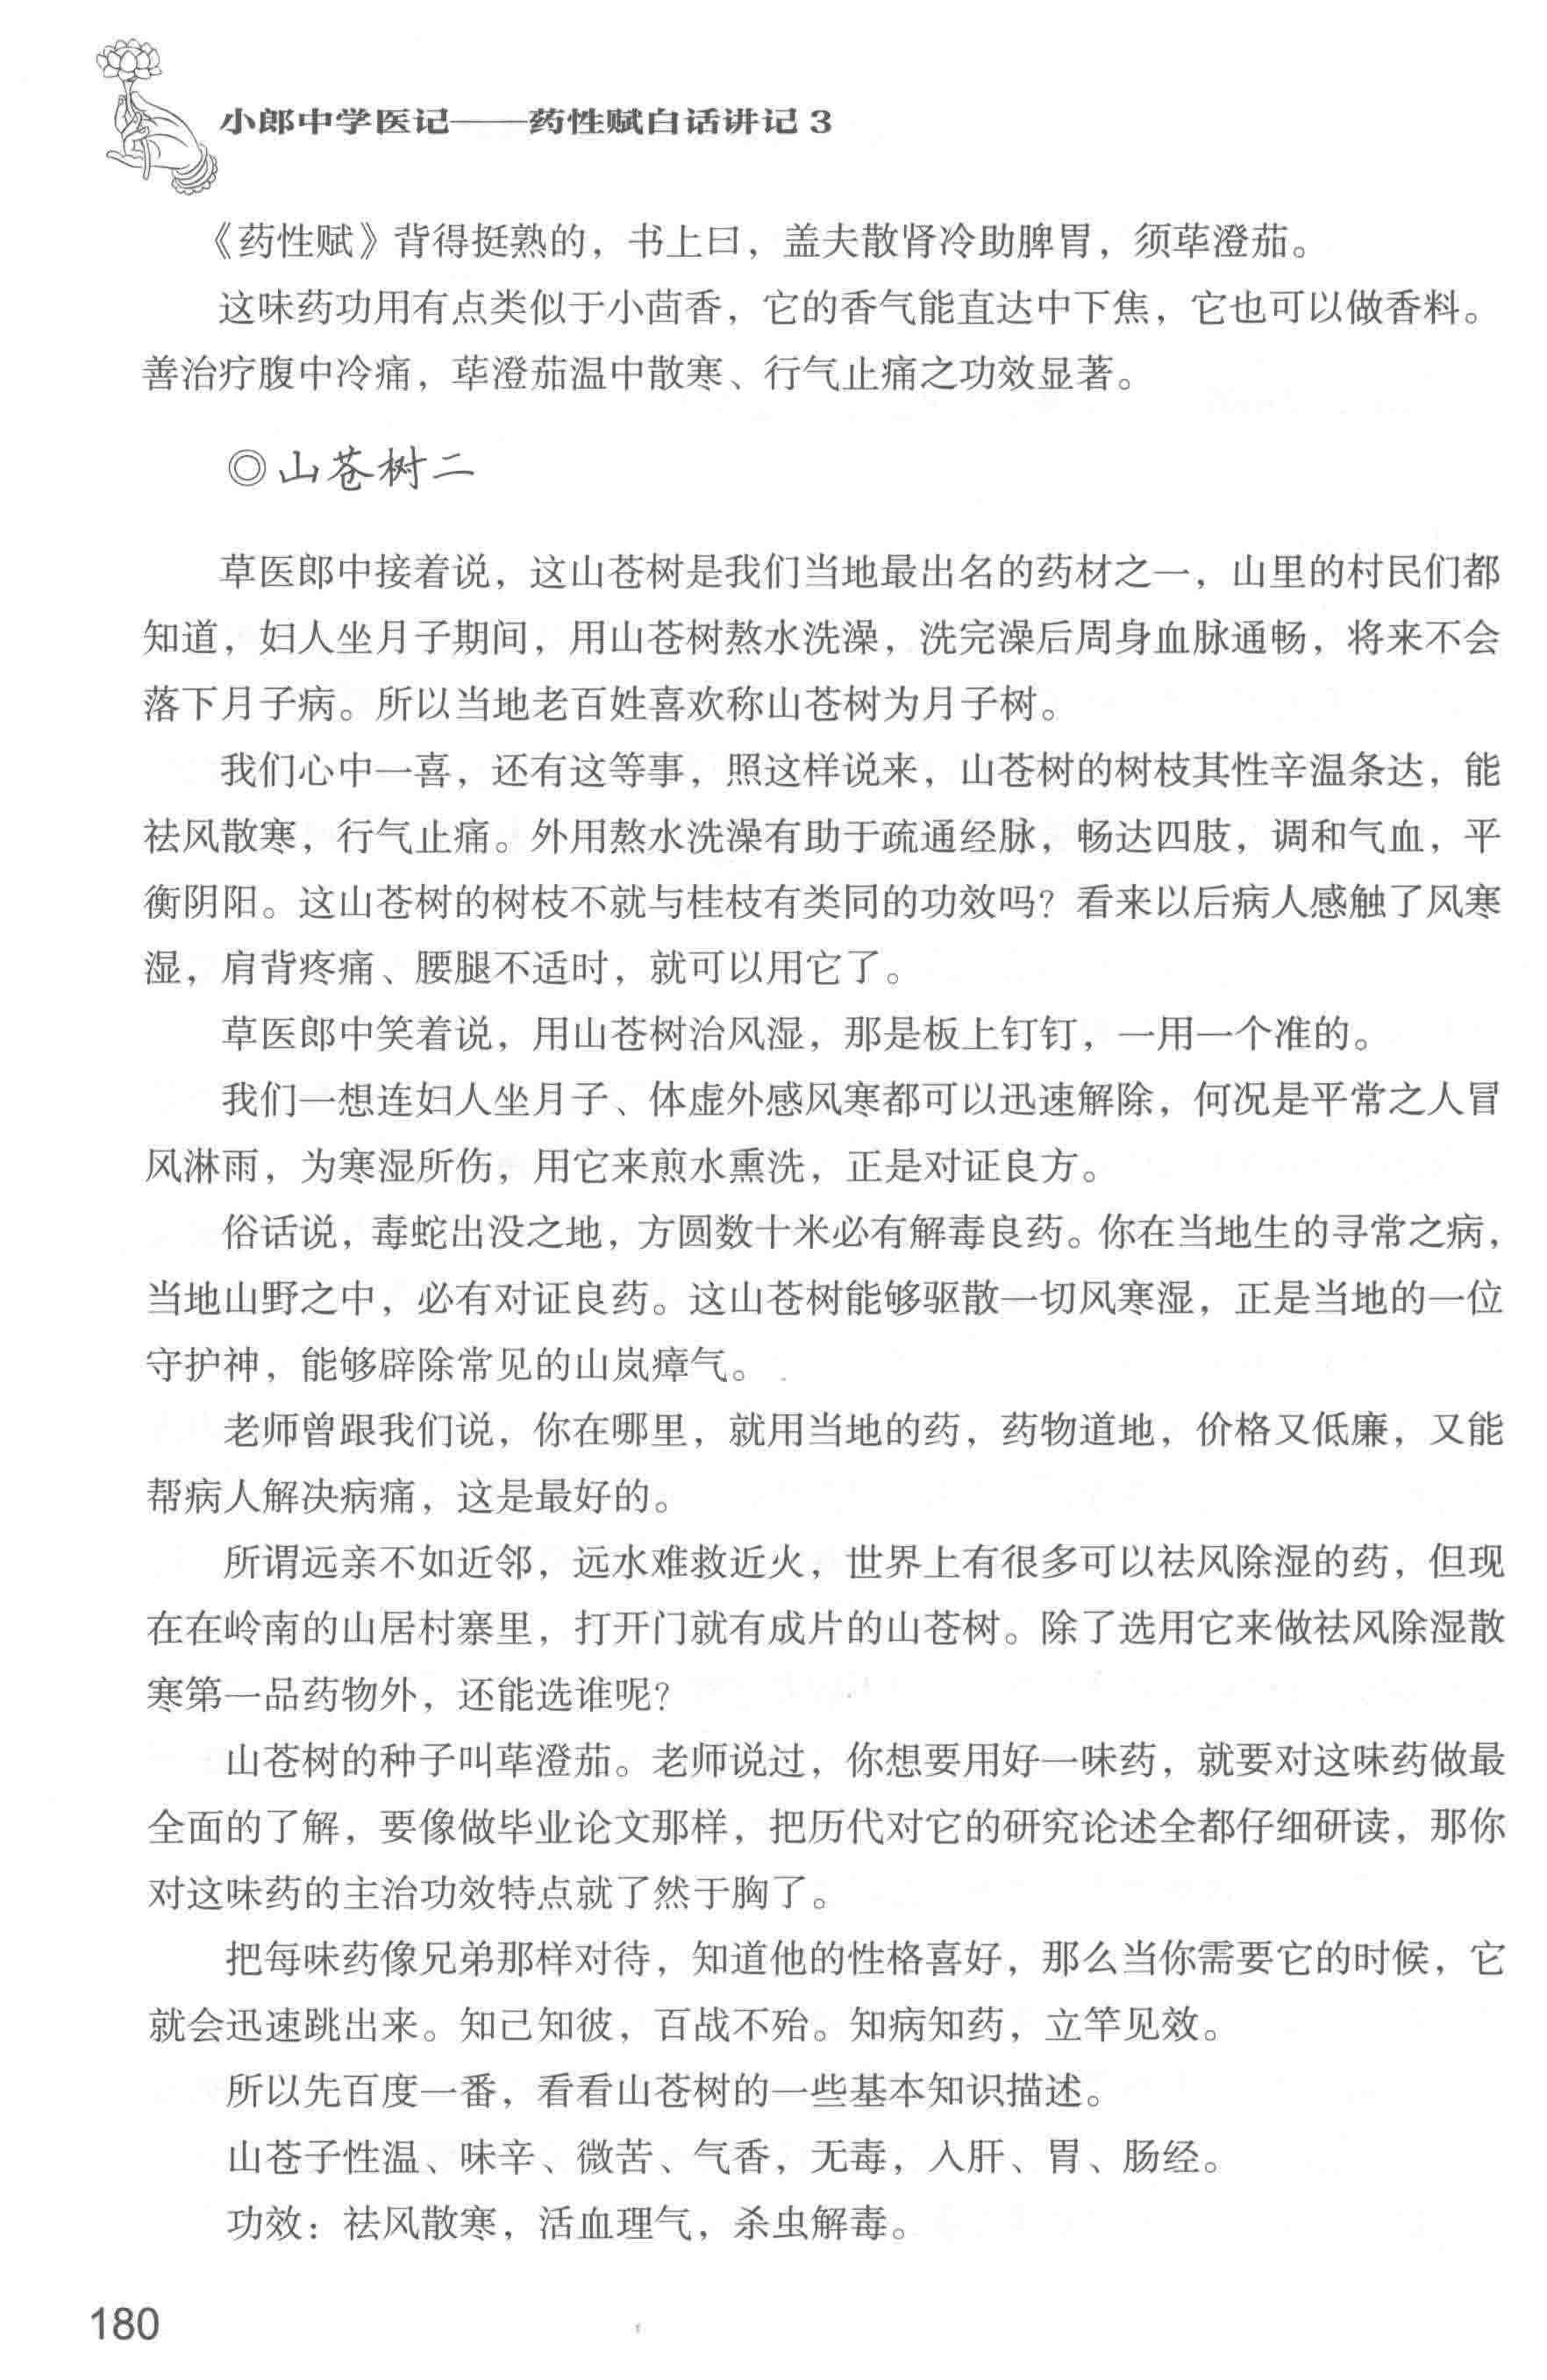 小郎中学医记——药性赋白话讲记3
《药性赋》背得挺熟的，书上曰，盖夫散肾冷助脾胃，须荜澄茄。
这味药功用有点类似于小茴香，它的香气能直达中下焦，它也可以做香料。
善治疗腹中冷痛，荜澄茄温中散寒、行气止痛之功效显著。
◎山苍树二
草医郎中接着说，这山苍树是我们当地最出名的药材之一，山里的村民们都
知道，妇人坐月子期间，用山苍树熬水洗澡，洗完澡后周身血脉通畅，将来不会
落下月子病。所以当地老百姓喜欢称山苍树为月子树。
我们心中一喜，还有这等事，照这样说来，山苍树的树枝其性辛温条达，能
祛风散寒，行气止痛。外用熬水洗澡有助于疏通经脉，畅达四肢，调和气血，平
衡阴阳。这山苍树的树枝不就与桂枝有类同的功效吗？看来以后病人感触了风寒
湿，肩背疼痛、腰腿不适时，就可以用它了。
草医郎中笑着说，用山苍树治风湿，那是板上钉钉，一用一个准的。
我们一想连妇人坐月子、体虚外感风寒都可以迅速解除，何况是平常之人冒
风淋雨，为寒湿所伤，用它来煎水熏洗，正是对证良方。
俗话说，毒蛇出没之地，方圆数十米必有解毒良药。你在当地生的寻常之病，
当地山野之中，必有对证良药。这山苍树能够驱散一切风寒湿，正是当地的一位
守护神，能够辟除常见的山岚瘴气。
老师曾跟我们说，你在哪里，就用当地的药，药物道地，价格又低廉，又能
帮病人解决病痛，这是最好的。
所谓远亲不如近邻，远水难救近火，世界上有很多可以祛风除湿的药，但现
在在岭南的山居村寨里，打开门就有成片的山苍树。除了选用它来做祛风除湿散
寒第一品药物外，还能选谁呢？
山苍树的种子叫荜澄茄。老师说过，你想要用好一味药，就要对这味药做最
全面的了解，要像做毕业论文那样，把历代对它的研究论述全都仔细研读，那你
对这味药的主治功效特点就了然于胸了。
把每味药像兄弟那样对待，知道他的性格喜好，那么当你需要它的时候，它
就会迅速跳出来。知己知彼，百战不殆。知病知药，立竿见效。
所以先百度一番，看看山苍树的一些基本知识描述。
山苍子性温、味辛、微苦、气香，无毒，入肝、胃、肠经。
功效：祛风散寒，活血理气，杀虫解毒。
180